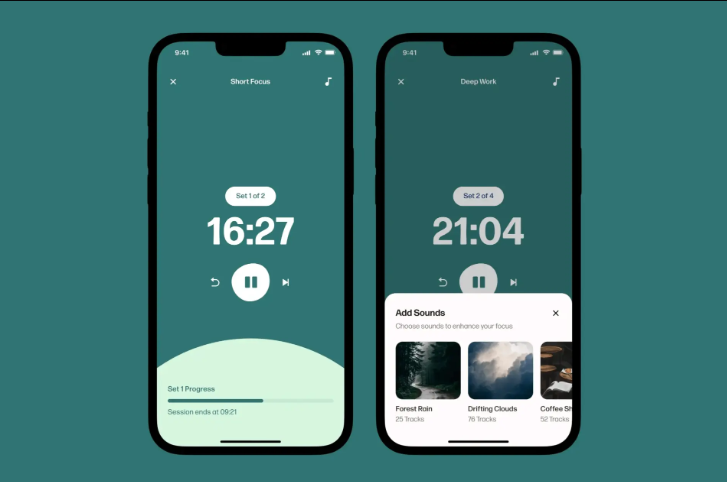 9:41
Short Focus
Set 1 of 2
16:27
Set 1 Progress
Session ends at 09:21
9:41
Deep Work
Set 2 of 4
21:04
Add Sounds
Choose sounds to enhance your focus
Forest Rain
25 Tracks
Drifting Clouds
76 Tracks
Coffee Sh
52 Tracks